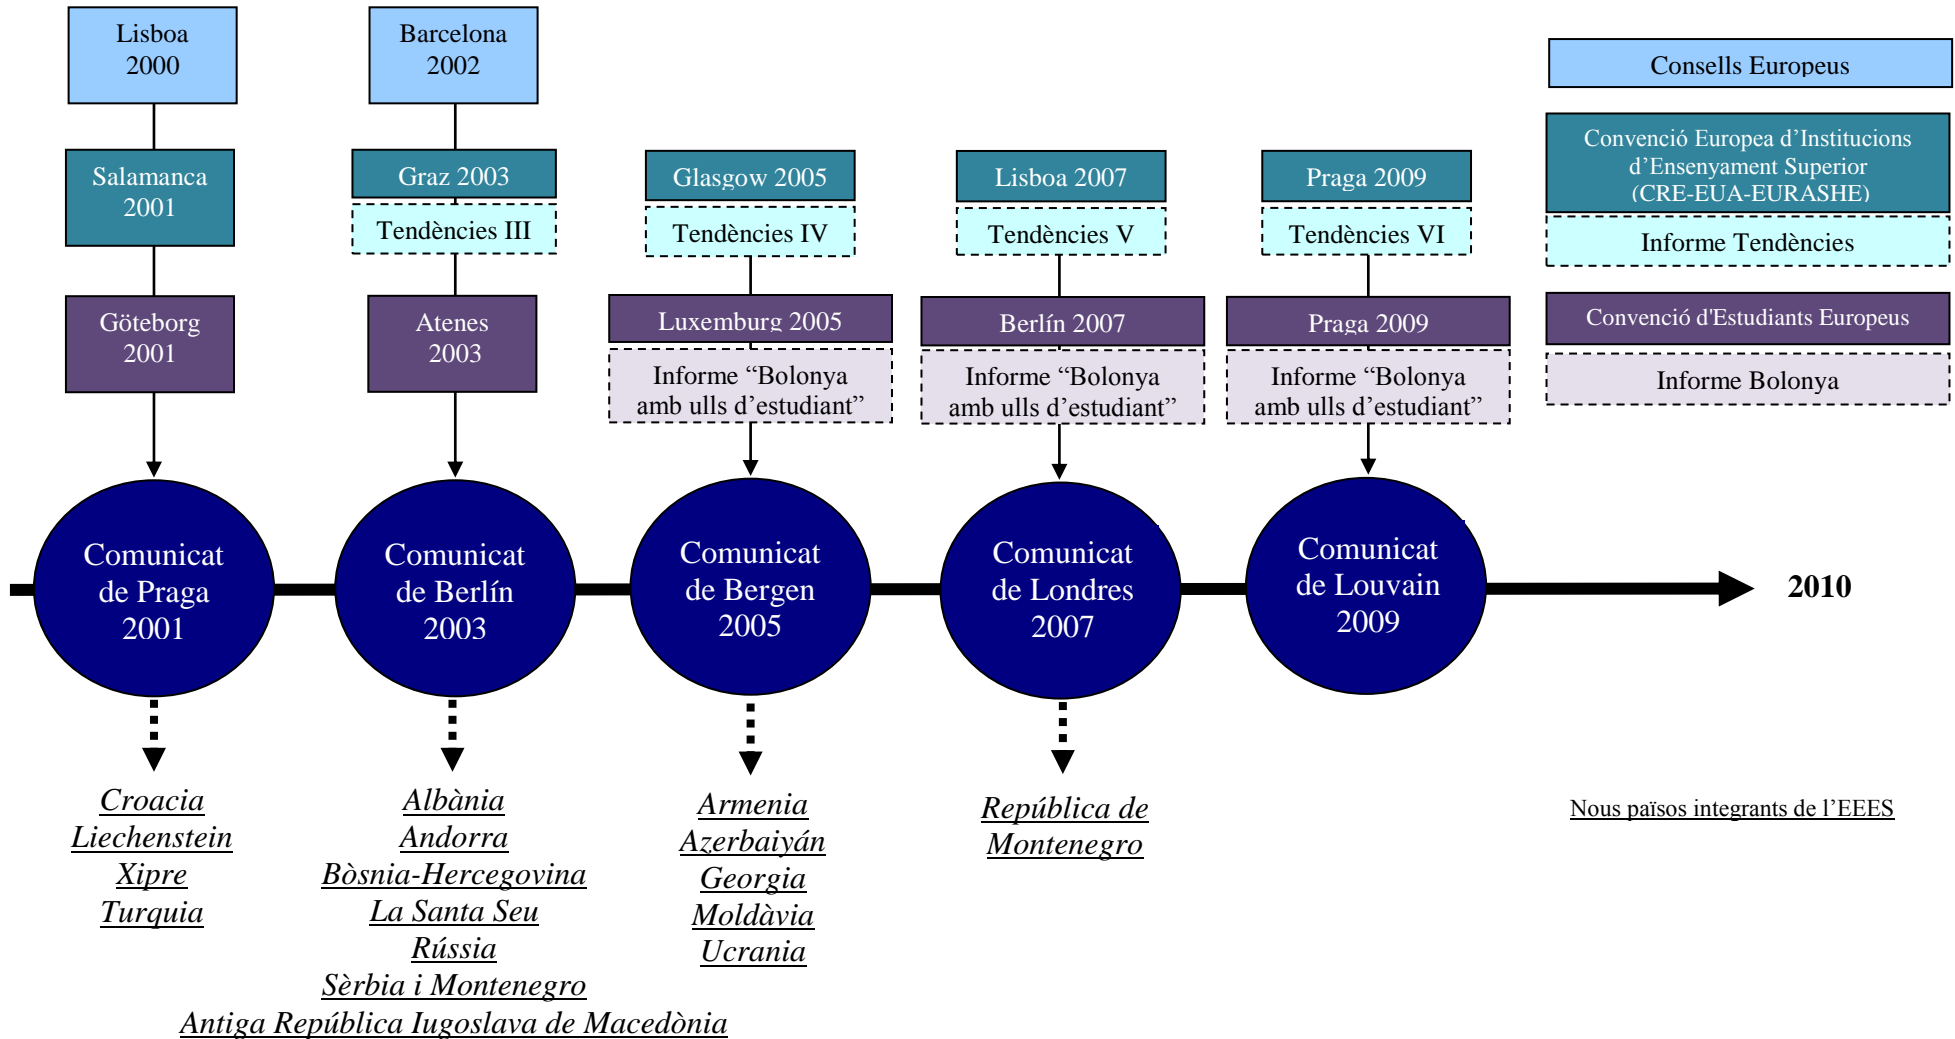 Lisboa
2000
Barcelona
2002
Consells Europeus
Salamanca
2001
Graz 2003
Tendències III
Glasgow 2005
Tendències IV
Lisboa 2007
Tendències V
Praga 2009
Tendències VI
Convenció Europea d’Institucions
d’Ensenyament Superior
(CRE-EUA-EURASHE)
Informe Tendències
Göteborg
2001
Atenes
2003
Luxemburg 2005
Informe “Bolonya
amb ulls d’estudiant”
Berlín 2007
Informe “Bolonya
amb ulls d’estudiant”
Praga 2009
Informe “Bolonya
amb ulls d’estudiant”
Convenció d'Estudiants Europeus
Informe Bolonya
Comunicat
de Praga
2001
Comunicat
de Berlín
2003
Comunicat
de Bergen
2005
Comunicat
de Londres
2007
Comunicat
de Louvain
2009
2010
Croacia
Liechenstein
Xipre
Turquia
Albània
Andorra
Bòsnia-Hercegovina
La Santa Seu
Rússia
Sèrbia i Montenegro
Antiga República Iugoslava de Macedònia
Armenia
Azerbaiyán
Georgia
Moldàvia
Ucrania
República de
Montenegro
Nous països integrants de l’EEES